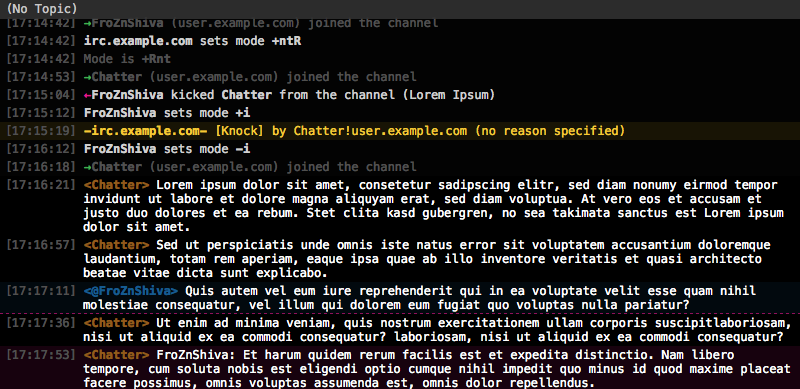 (No Topic)
[17:14:42] →FroZnShiva (user.example.com) joined the channel
[17:14:42] irc.example.com sets mode +ntR
[17:14:42] Mode is +Rnt
[17:14:53] →Chatter (user.example.com) joined the channel
[17:15:04] ←FroZnShiva kicked Chatter from the channel (Lorem Ipsum)
[17:15:12] FroZnShiva sets mode +i
[17:15:19] -irc.example.com- [Knock] by Chatter!user.example.com (no reason specified)
[17:16:12] FroZnShiva sets mode -i
[17:16:18] →Chatter (user.example.com) joined the channel
[17:16:21] <Chatter> Lorem ipsum dolor sit amet, consetetur sadipscing elitr, sed diam nonumy eirmod tempor
invidunt ut labore et dolore magna aliquyam erat, sed diam voluptua. At vero eos et accusam et
justo duo dolores et ea rebum. Stet clita kasd gubergren, no sea takimata sanctus est Lorem ipsum
dolor sit amet.
[17:16:57] <Chatter> Sed ut perspiciatis unde omnis iste natus error sit voluptatem accusantium doloremque
laudantium, totam rem aperiam, eaque ipsa quae ab illo inventore veritatis et quasi architecto
beatae vitae dicta sunt explicabo.
[17:17:11] <@FroZnShiva> Quis autem vel eum iure reprehenderit qui in ea voluptate velit esse quam nihil
molestiae consequatur, vel illum qui dolorem eum fugiat quo voluptas nulla pariatur?
[17:17:36] <Chatter> Ut enim ad minima veniam, quis nostrum exercitationem ullam corporis suscipitlaboriosam,
nisi ut aliquid ex ea commodi consequatur? laboriosam, nisi ut aliquid ex ea commodi consequatur?
[17:17:53] <Chatter> FroZnShiva: Et harum quidem rerum facilis est et expedita distinctio. Nam libero
tempore, cum soluta nobis est eligendi optio cumque nihil impedit quo minus id quod maxime placeat
facere possimus, omnis voluptas assumenda est, omnis dolor repellendus.